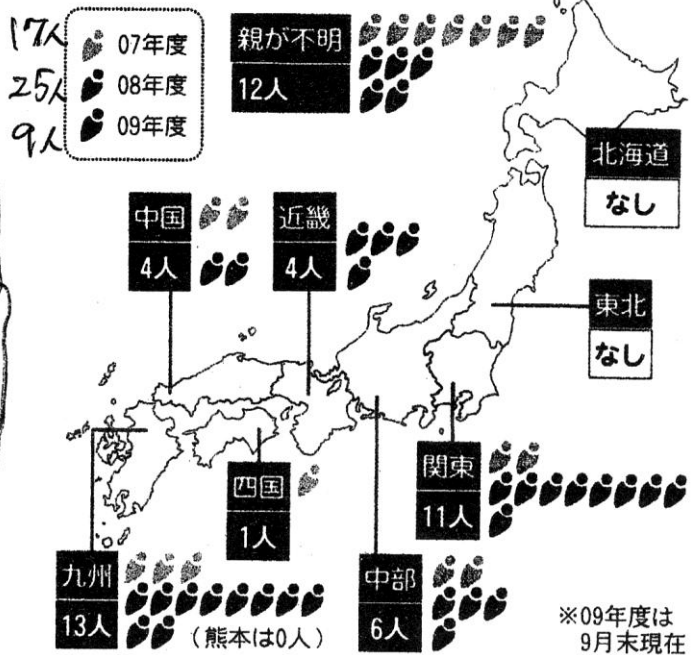 17人
07年度
25人
08年度
9人
09年度
親が不明
12人
北海道
なし
中国
4人
近畿
4人
東北
なし
四国
1人
関東
11人
九州
13人
(熊本は0人)
中部
6人
※09年度は
9月末現在